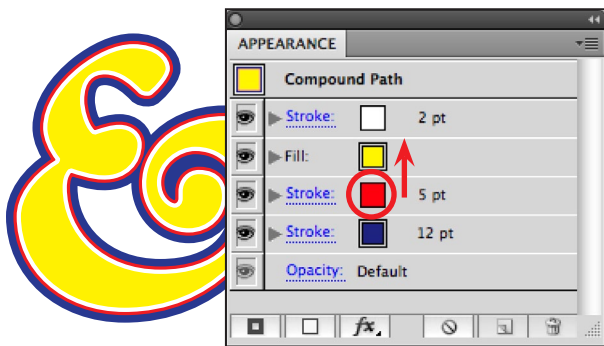 &
APPEARANCE
Compound Path
Stroke: 2 pt
Fill:
Stroke: 5 pt
Stroke: 12 pt
Opacity: Default
fx